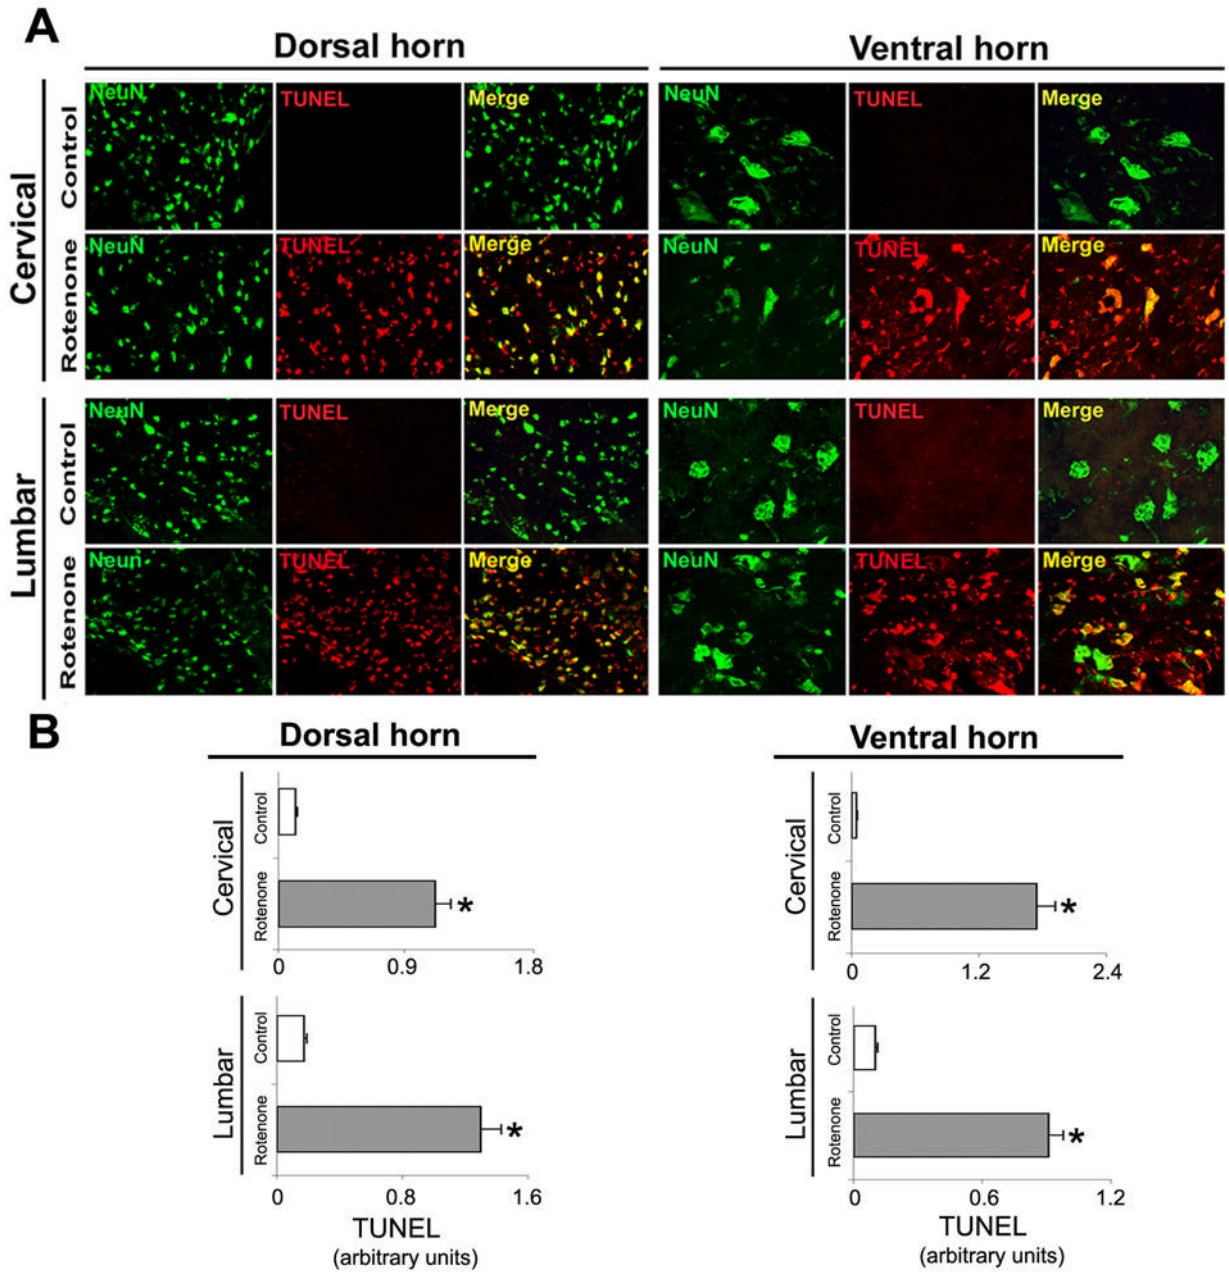 A
Dorsal horn
Ventral horn
Cervical
Control
NeuN
TUNEL
Merge
NeuN
TUNEL
Merge
Rotenone
NeuN
TUNEL
Merge
NeuN
TUNEL
Merge
Lumbar
Control
NeuN
TUNEL
Merge
NeuN
TUNEL
Merge
Rotenone
Neun
TUNEL
Merge
NeuN
TUNEL
Merge
B
Dorsal horn
Cervical
Control
Rotenone
*
0 0.9 1.8
Lumbar
Control
Rotenone
*
0 0.8 1.6
TUNEL
(arbitrary units)
Ventral horn
Cervical
Control
Rotenone
*
0 1.2 2.4
Lumbar
Control
Rotenone
*
0 0.6 1.2
TUNEL
(arbitrary units)